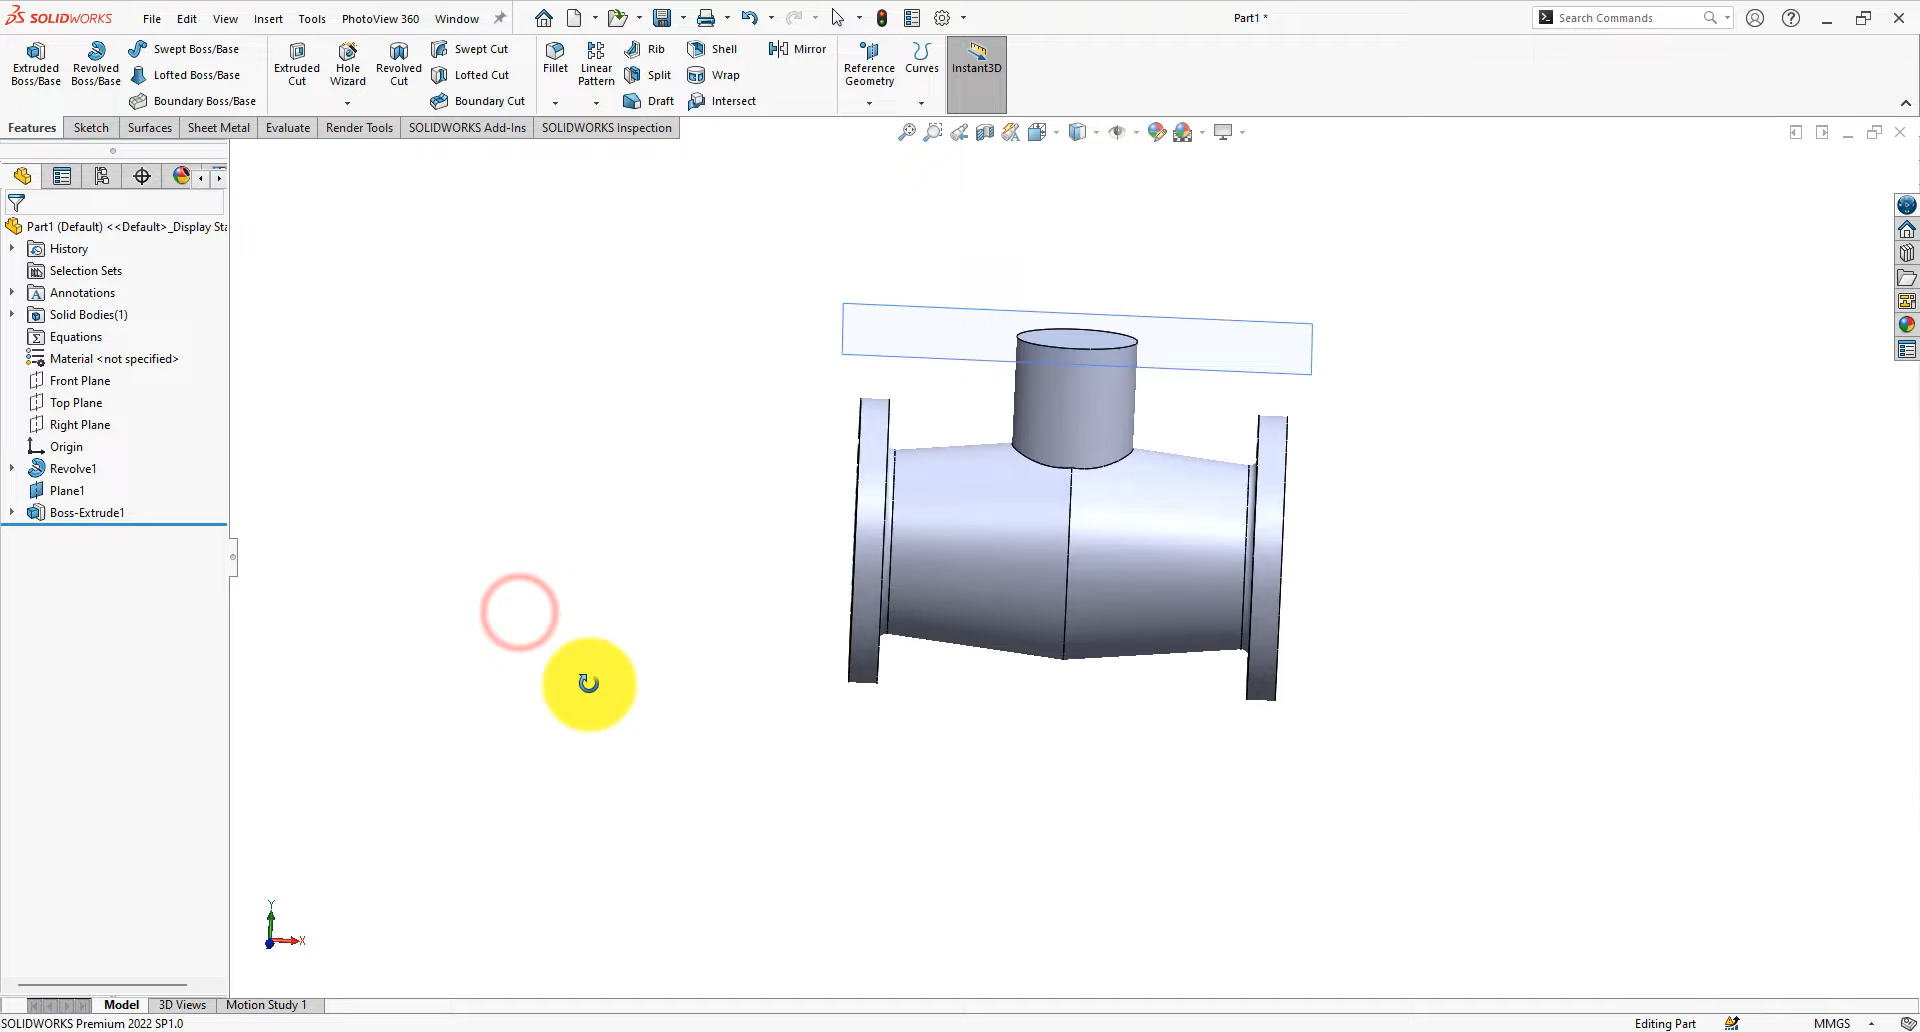 SOLIDWORKS File Edit View Insert Tools PhotoView 360 Window Part1 * Search Commands
Extruded Boss/Base
Revolved Boss/Base
Swept Boss/Base
Lofted Boss/Base
Boundary Boss/Base
Extruded Cut
Hole Wizard
Revolved Cut
Swept Cut
Lofted Cut
Boundary Cut
Fillet
Linear Pattern
Rib
Split
Draft
Shell
Wrap
Intersect
Mirror
Reference Geometry
Curves
Instant3D
Features Sketch Surfaces Sheet Metal Evaluate Render Tools SOLIDWORKS Add-Ins SOLIDWORKS Inspection
Part1 (Default) <<Default>_Display Sta
History
Selection Sets
Annotations
Solid Bodies(1)
Equations
Material <not specified>
Front Plane
Top Plane
Right Plane
Origin
Revolve1
Plane1
Boss-Extrude1
Y
X
Model 3D Views Motion Study 1
SOLIDWORKS Premium 2022 SP1.0 Editing Part MMGS